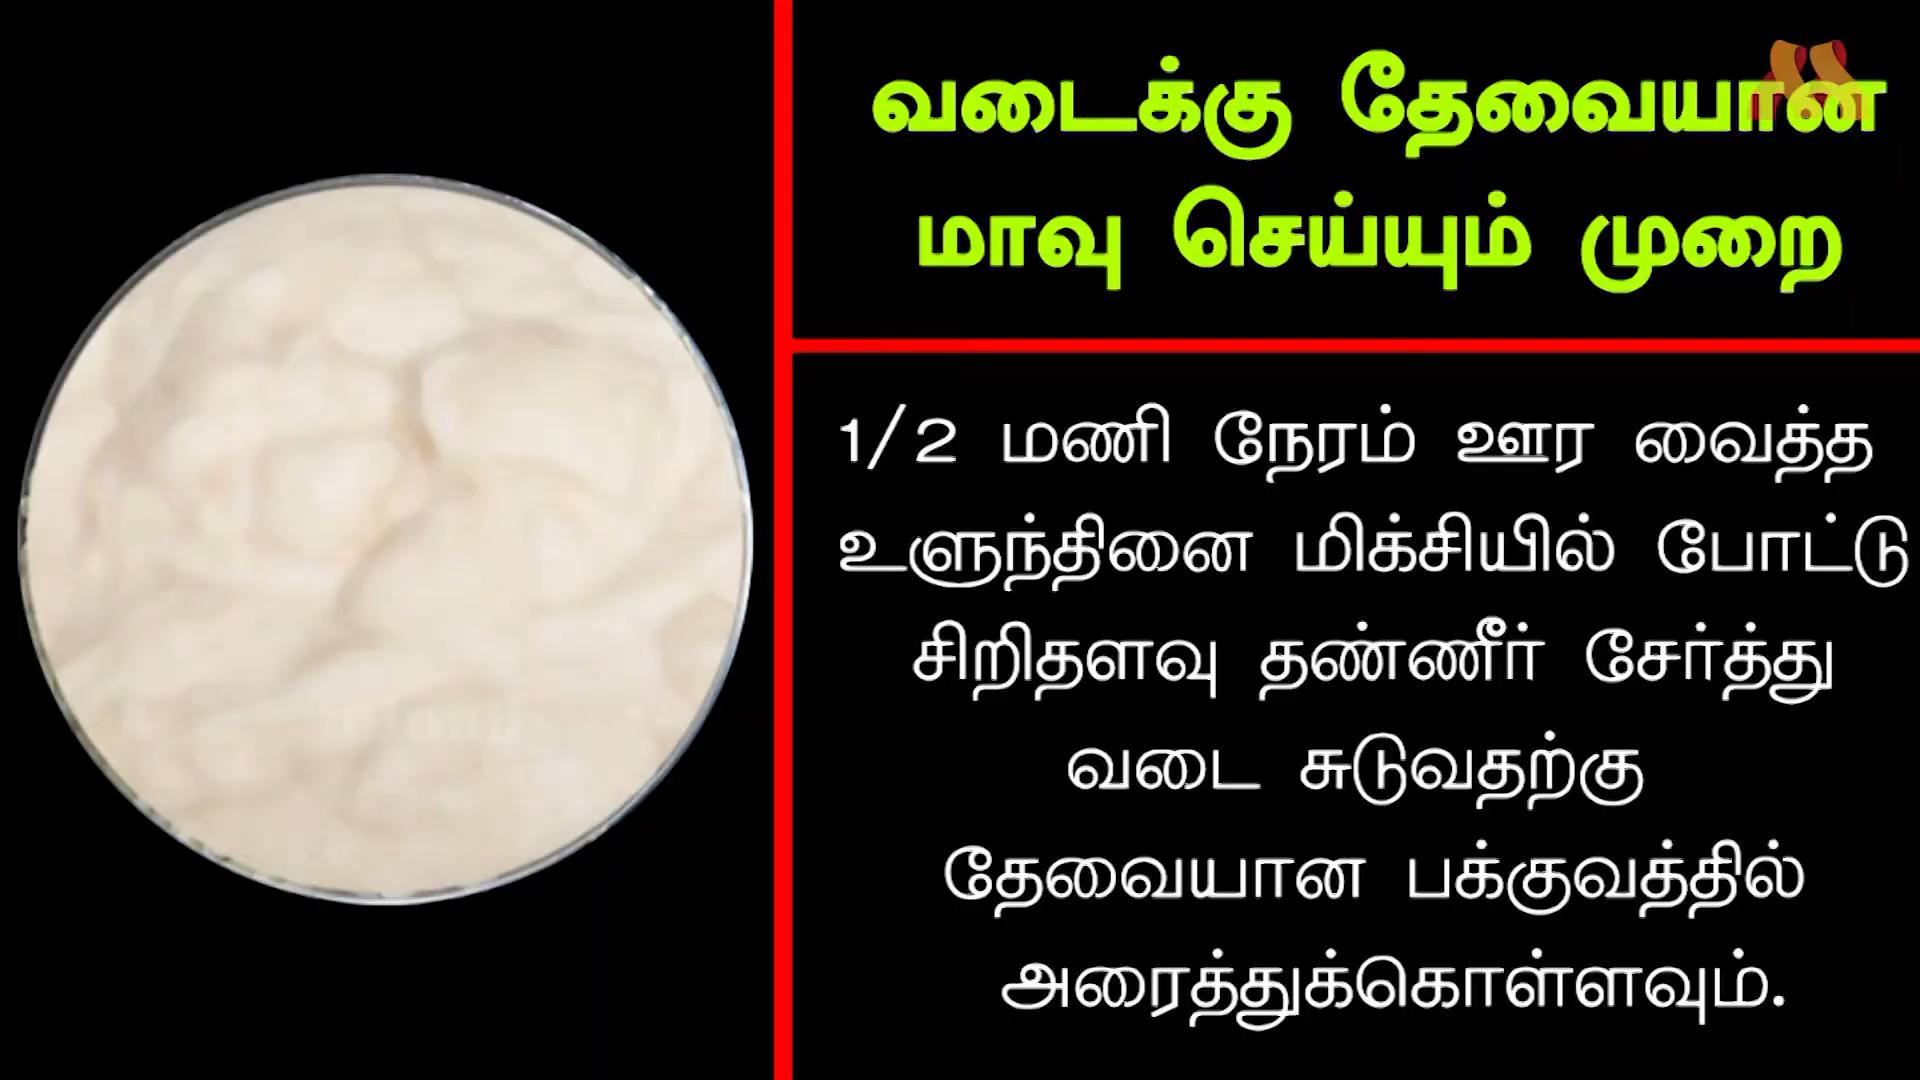 வடைக்கு தேவையான
மாவு செய்யும் முறை
1/2 மணி நேரம் ஊர வைத்த
உளுந்தினை மிக்சியில் போட்டு
சிறிதளவு தண்ணீர் சேர்த்து
வடை சுடுவதற்கு
தேவையான பக்குவத்தில்
அரைத்துக்கொள்ளவும்.